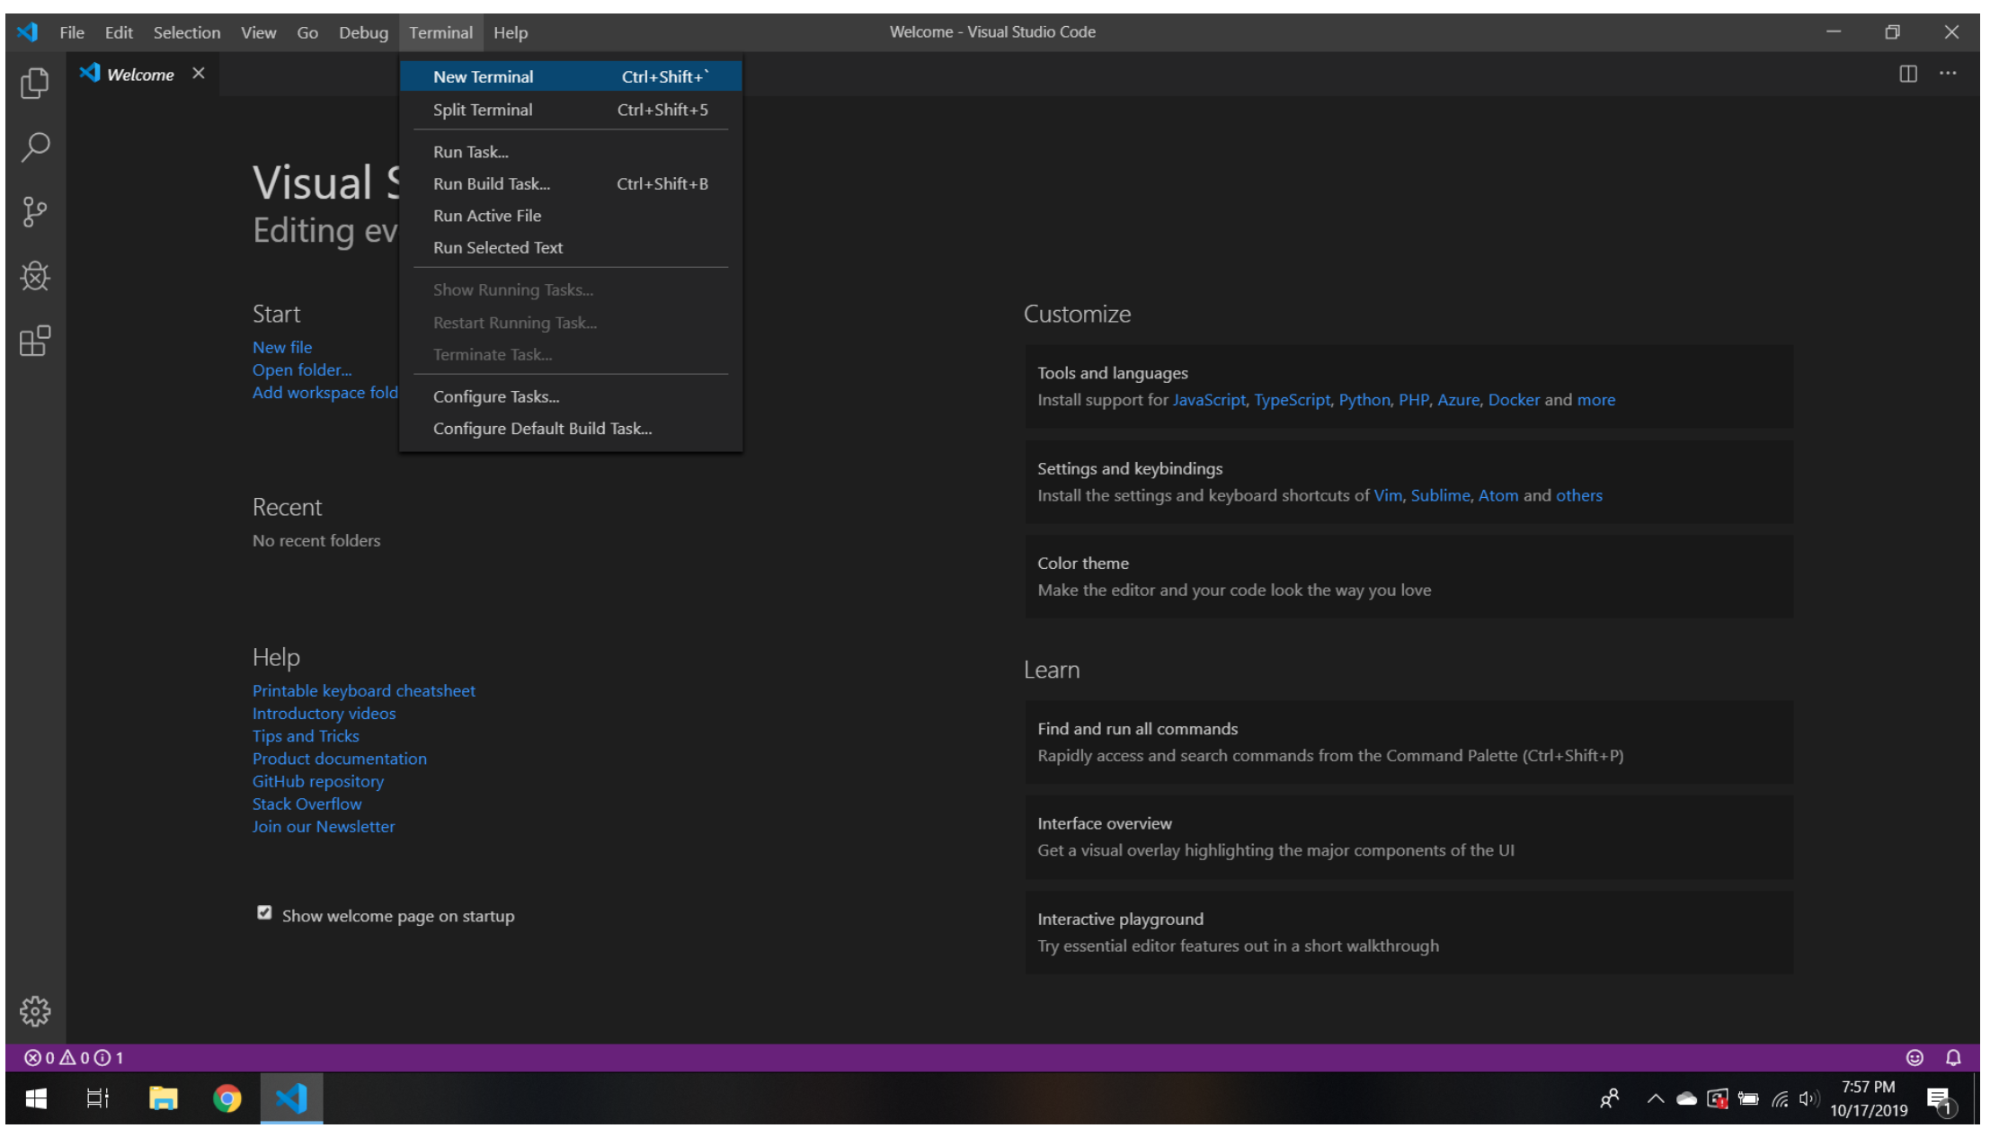 File Edit Selection View Go Debug Terminal Help
Welcome - Visual Studio Code
Welcome
New Terminal Ctrl+Shift+`
Split Terminal Ctrl+Shift+5
Run Task...
Run Build Task... Ctrl+Shift+B
Run Active File
Run Selected Text
Show Running Tasks...
Restart Running Task...
Terminate Task...
Configure Tasks...
Configure Default Build Task...
Visual S
Editing ev
Start
New file
Open folder...
Add workspace fold
Recent
No recent folders
Help
Printable keyboard cheatsheet
Introductory videos
Tips and Tricks
Product documentation
GitHub repository
Stack Overflow
Join our Newsletter
Show welcome page on startup
Customize
Tools and languages
Install support for JavaScript, TypeScript, Python, PHP, Azure, Docker and more
Settings and keybindings
Install the settings and keyboard shortcuts of Vim, Sublime, Atom and others
Color theme
Make the editor and your code look the way you love
Learn
Find and run all commands
Rapidly access and search commands from the Command Palette (Ctrl+Shift+P)
Interface overview
Get a visual overlay highlighting the major components of the UI
Interactive playground
Try essential editor features out in a short walkthrough
0 0 1
7:57 PM
10/17/2019
1